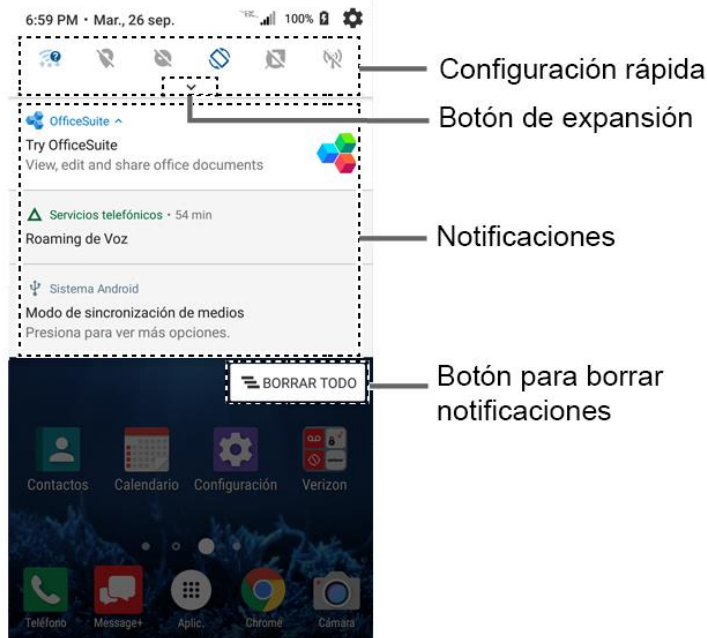 6:59 PM • Mar., 26 sep.
100%
Configuración rápida
Botón de expansión
OfficeSuite
Try OfficeSuite
View, edit and share office documents
Servicios telefónicos • 54 min
Roaming de Voz
Notificaciones
Sistema Android
Modo de sincronización de medios
Presiona para ver más opciones.
BORRAR TODO
Botón para borrar
notificaciones
Contactos
Calendario
Configuración
Verizon
Teléfono
Message+
Aplic.
Chrome
Cámara